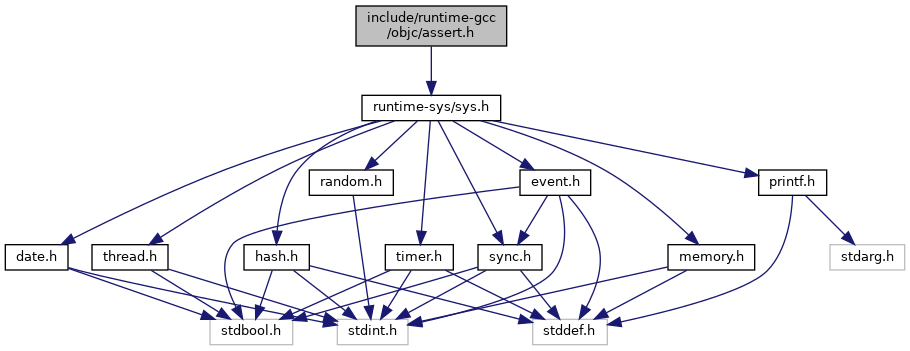 include/runtime-gcc
/objc/assert.h
runtime-sys/sys.h
random.h
event.h
printf.h
date.h
thread.h
hash.h
timer.h
sync.h
memory.h
stdarg.h
stdbool.h
stdint.h
stddef.h